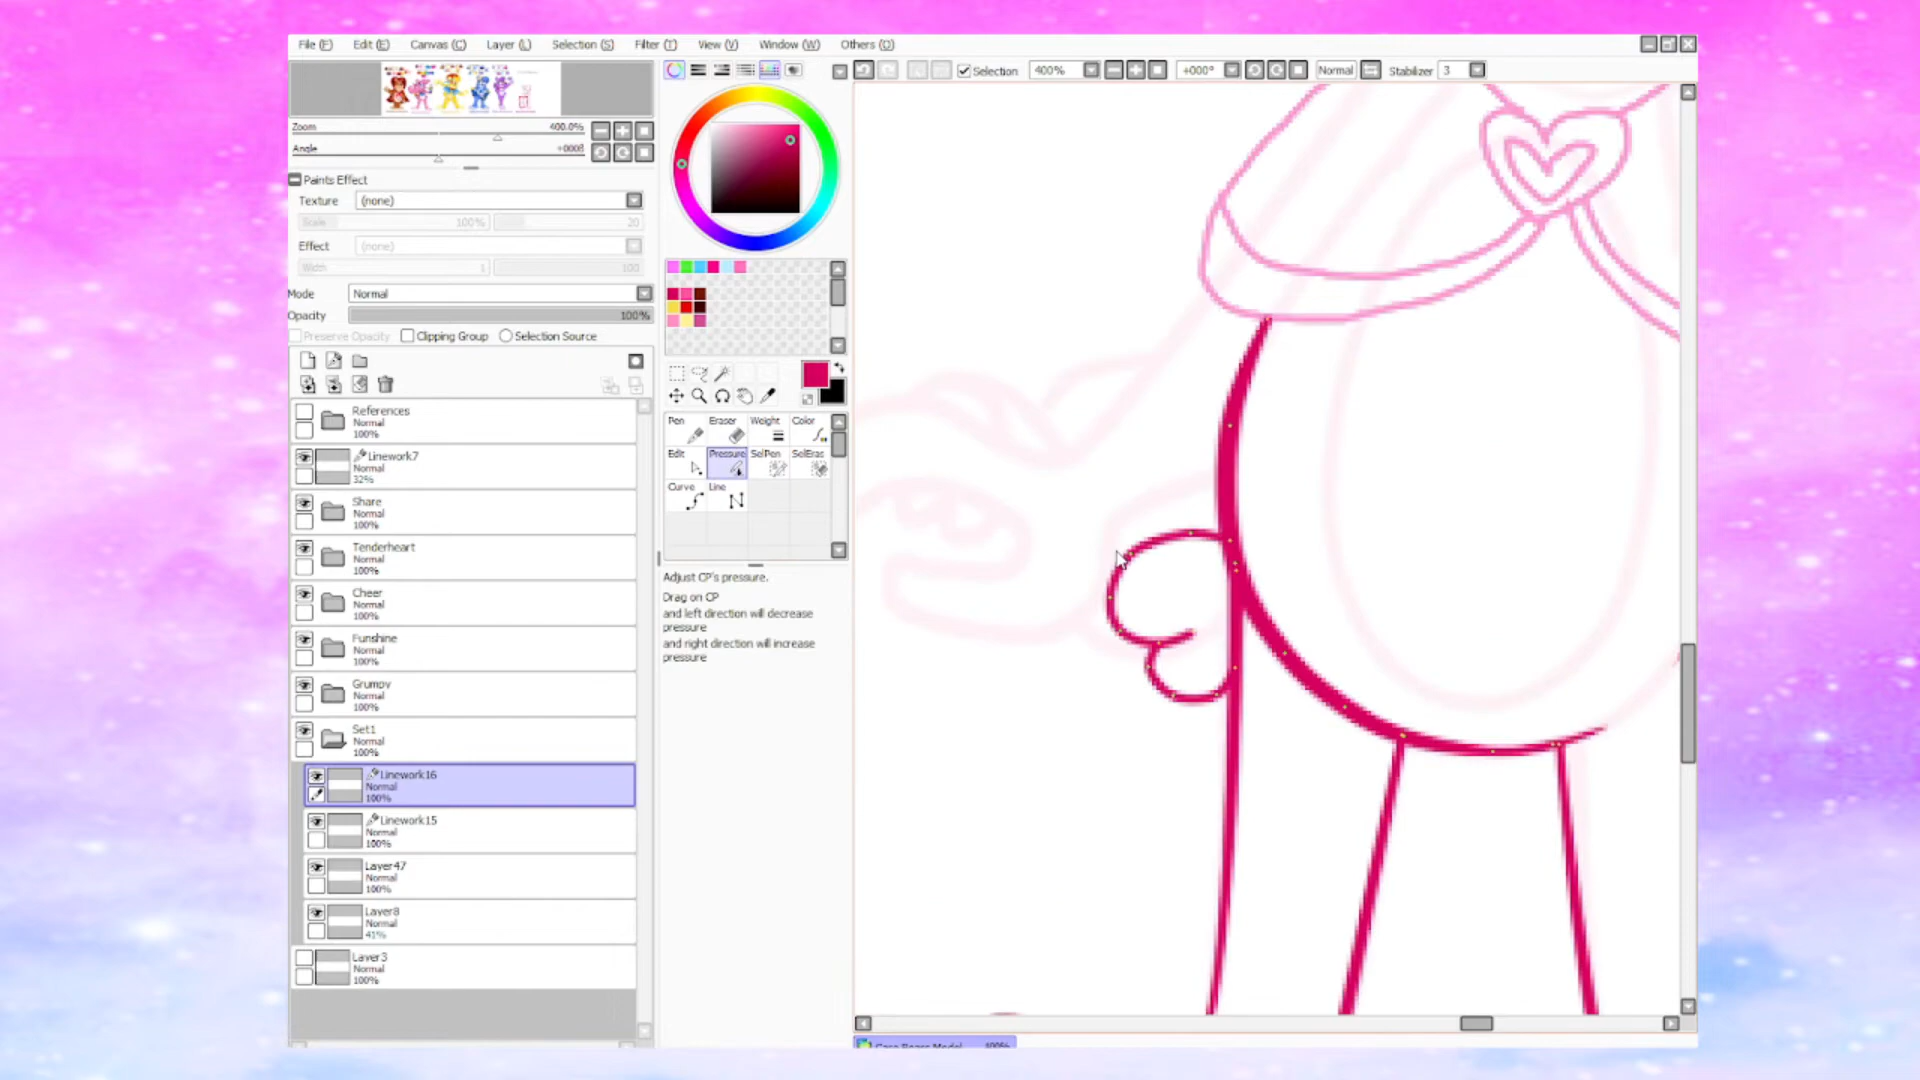 File (F) Edit (E) Canvas (C) Layer (L) Selection (S) Filter (T) View (V) Window (W) Others (O)
Selection 400% +000° Normal Stabilizer 3
Zoom 400.0%
Angle +000θ
Paints Effect
Texture (none)
Scale 100% 20
Effect (none)
Width 1 100
Mode Normal
Opacity 100%
Preserve Opacity Clipping Group Selection Source
References
Normal
100%
Linework7
Normal
32%
Share
Normal
100%
Tenderheart
Normal
100%
Cheer
Normal
100%
Funshine
Normal
100%
Grumpy
Normal
100%
Set1
Normal
100%
Linework16
Normal
100%
Linework15
Normal
100%
Layer47
Normal
100%
Layer8
Normal
41%
Layer3
Normal
100%
Pen Eraser Weight Color
Edit Pressure SelPen SelEras
Curve Line
Adjust CP's pressure.
Drag on CP
and left direction will decrease
pressure
and right direction will increase
pressure
Care Bears Model 100%